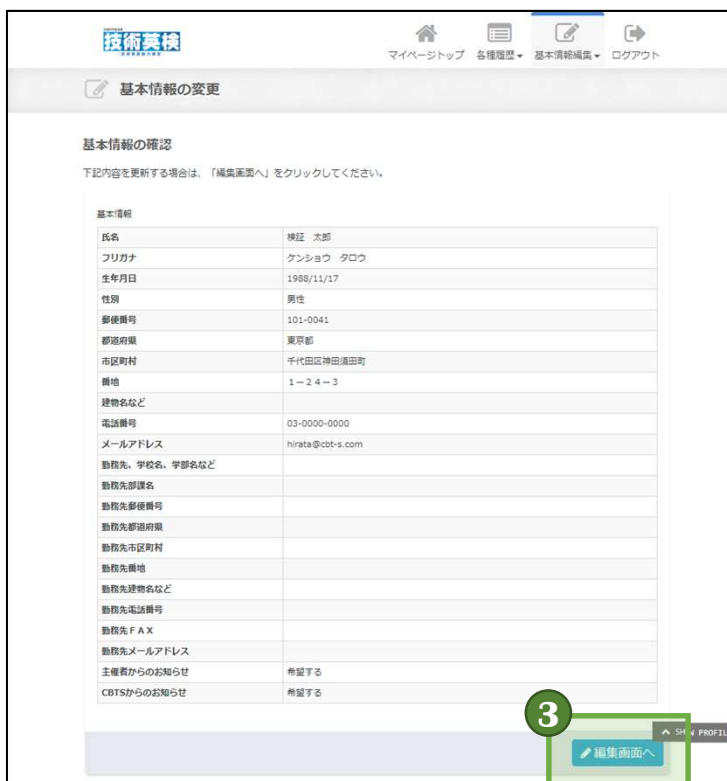 技術英検
マイページトップ 各種履歴▼ 基本情報編集▼ ログアウト
基本情報の変更
基本情報の確認
下記内容を更新する場合は、「編集画面へ」をクリックしてください。
基本情報
氏名 検証 太郎
フリガナ ケンショウ タロウ
生年月日 1988/11/17
性別 男性
郵便番号 101-0041
都道府県 東京都
市区町村 千代田区神田須田町
番地 １－２４－３
建物名など
電話番号 03-0000-0000
メールアドレス hirata@cbt-s.com
勤務先、学校名、学部名など
勤務先部課名
勤務先郵便番号
勤務先都道府県
勤務先市区町村
勤務先番地
勤務先建物名など
勤務先電話番号
勤務先ＦＡＸ
勤務先メールアドレス
主催者からのお知らせ 希望する
CBTSからのお知らせ 希望する
3
編集画面へ